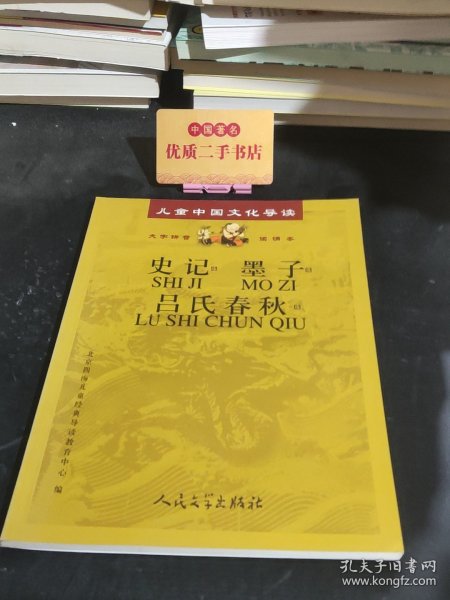 中国著名
优质二手书店
儿童中国文化导读
大字拼音 诵读本
史记 墨子
SHI JI MO ZI
吕氏春秋
LU SHI CHUN QIU
北京四海儿童经典导读教育中心 编
人民文学出版社
孔夫子旧书网
www.kongfz.com